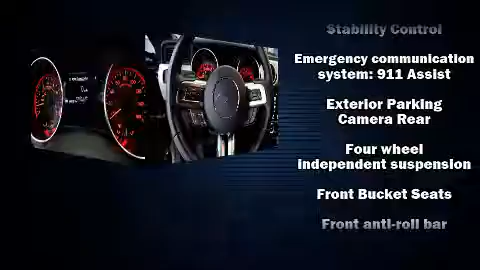 Stability Control
Emergency communication
system: 911 Assist
Exterior Parking
Camera Rear
Four wheel
independent suspension
Front Bucket Seats
Front anti-roll bar